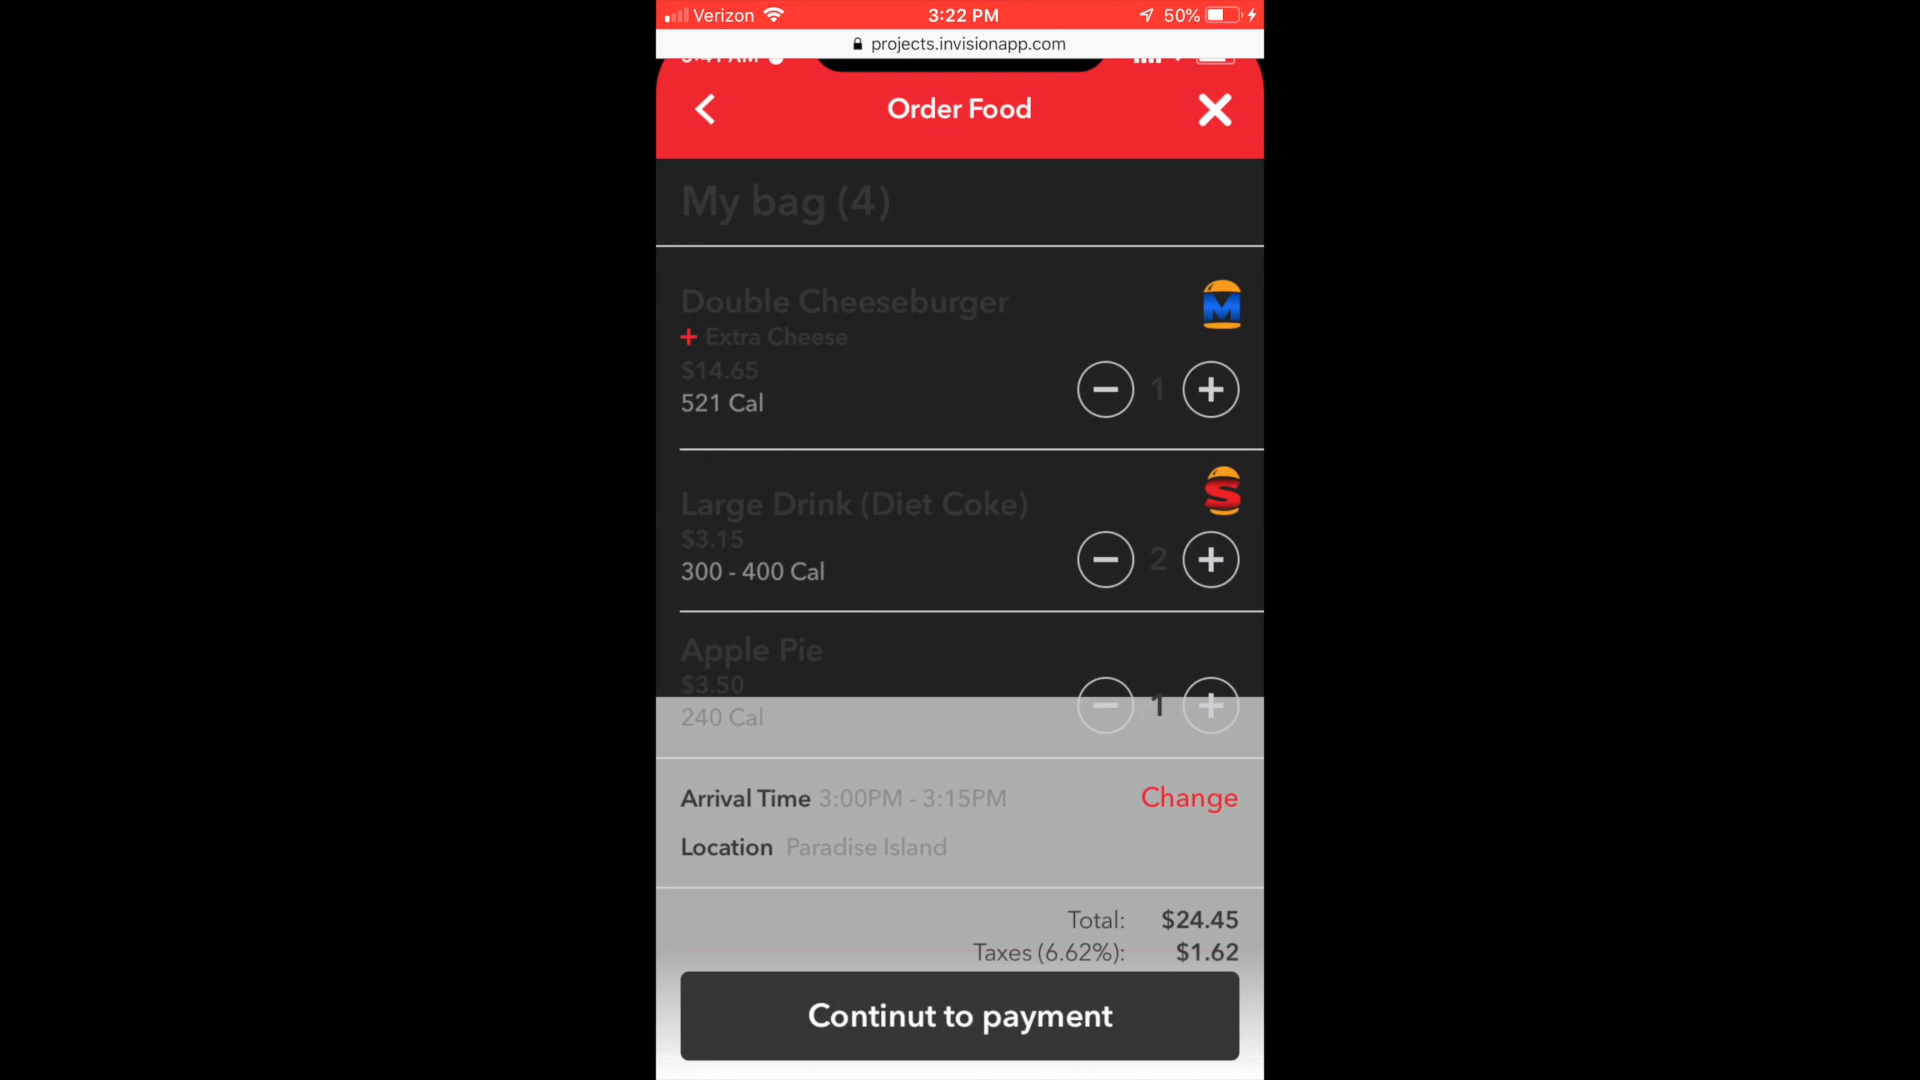 Verizon 3:22 PM 50%
projects.invisionapp.com
Order Food
My bag (4)
M
Double Cheeseburger
+ Extra Cheese
$14.65
521 Cal
1
S
Large Drink (Diet Coke)
$3.15
300 - 400 Cal
2
Apple Pie
$3.50
240 Cal
1
Arrival Time 3:00PM - 3:15PM Change
Location Paradise Island
Total: $24.45
Taxes (6.62%): $1.62
Continut to payment